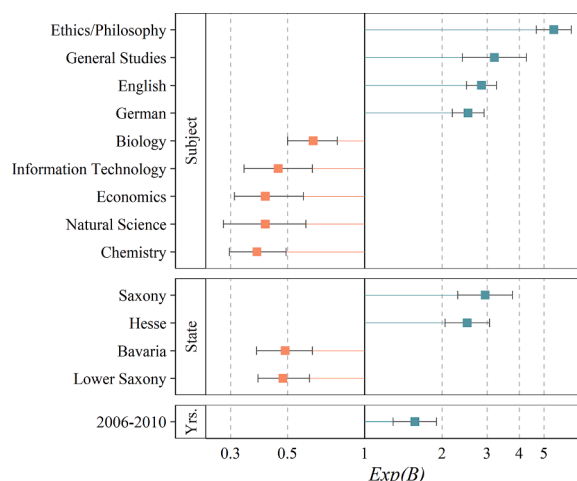 Subject
Ethics/Philosophy
General Studies
English
German
Biology
Information Technology
Economics
Natural Science
Chemistry
State
Saxony
Hesse
Bavaria
Lower Saxony
Yrs.
2006-2010
0.3 0.5 1 2 3 4 5
Exp(B)